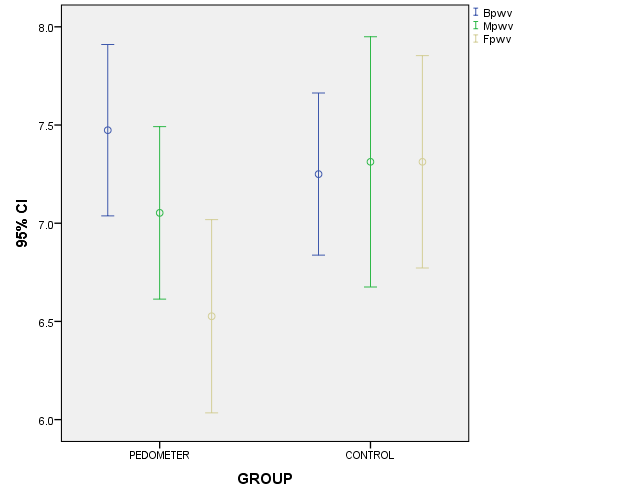 Bpwv
Mpwv
Fpwv
8.0
7.5
7.0
6.5
6.0
95% CI
PEDOMETER
CONTROL
GROUP